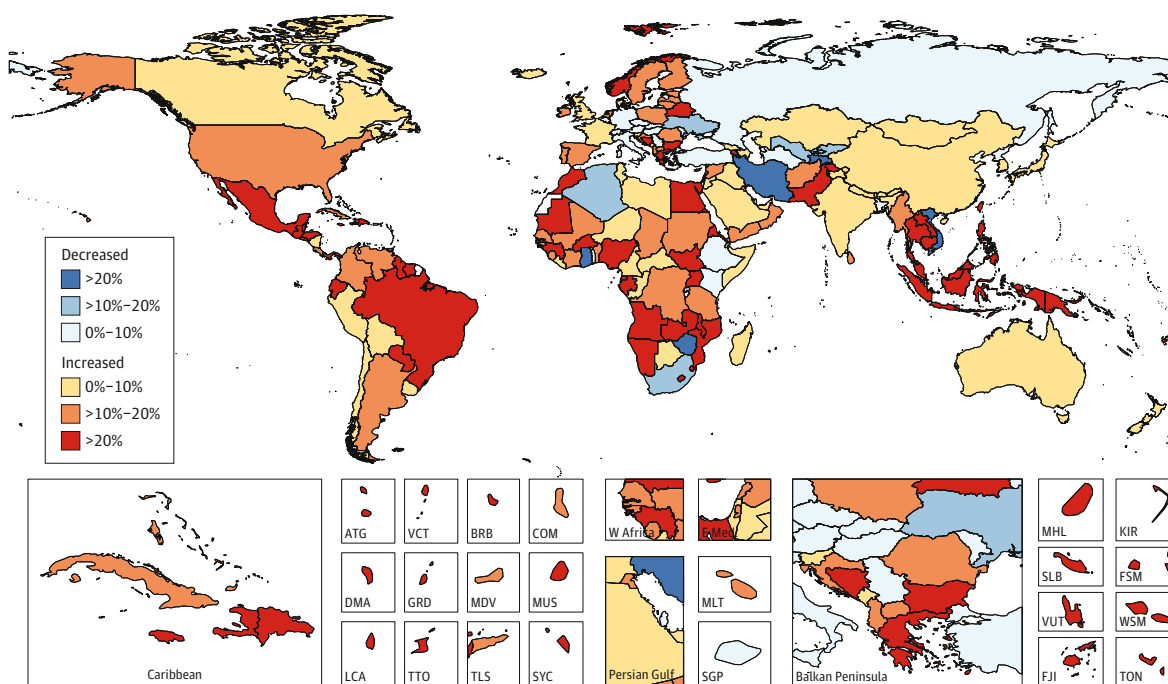 Decreased
>20%
>10%–20%
0%–10%
Increased
0%–10%
>10%–20%
>20%
Caribbean
ATG
VCT
BRB
COM
DMA
GRD
MDV
MUS
LCA
TTO
TLS
SYC
W Africa
E Med.
MLT
Persian Gulf
SGP
Balkan Peninsula
MHL
KIR
SLB
FSM
VUT
WSM
FJI
TON